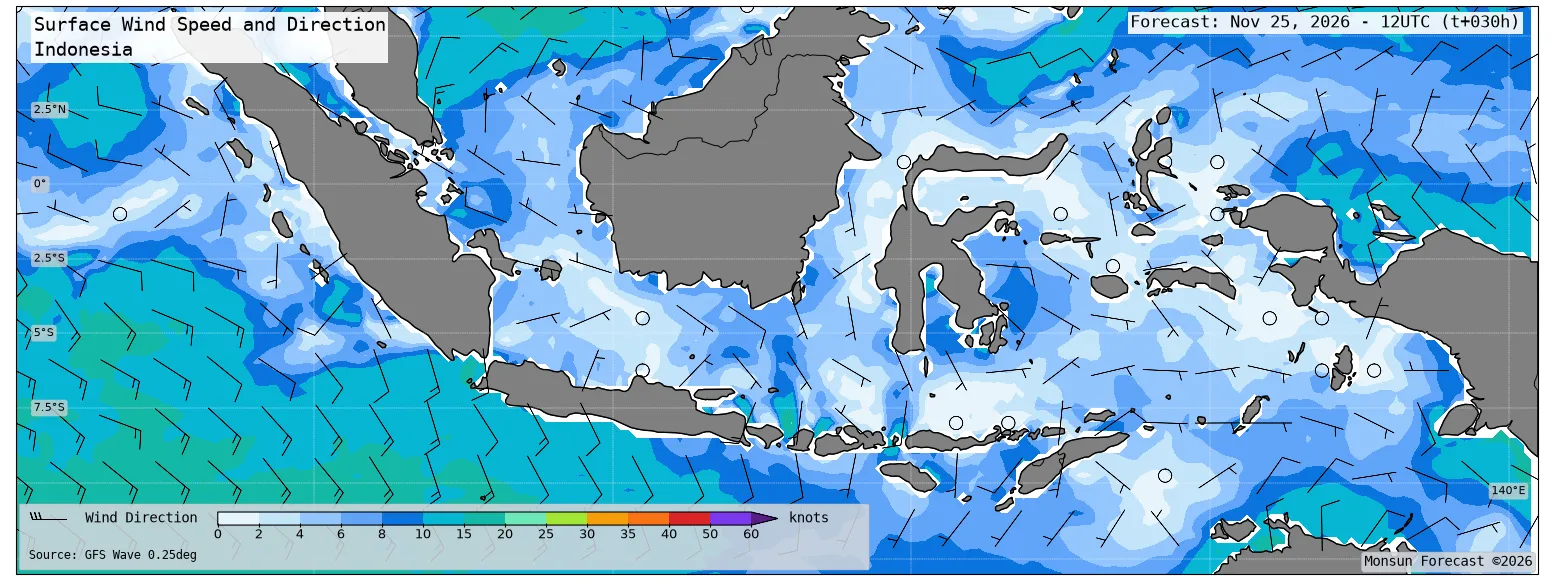 Surface Wind Speed and Direction
Indonesia
Forecast: Nov 25, 2026 - 12UTC (t+030h)
2.5°N
0°
2.5°S
5°S
7.5°S
140°E
Wind Direction
knots
0 2 4 6 8 10 15 20 25 30 35 40 50 60
Source: GFS Wave 0.25deg
Monsun Forecast ©2026